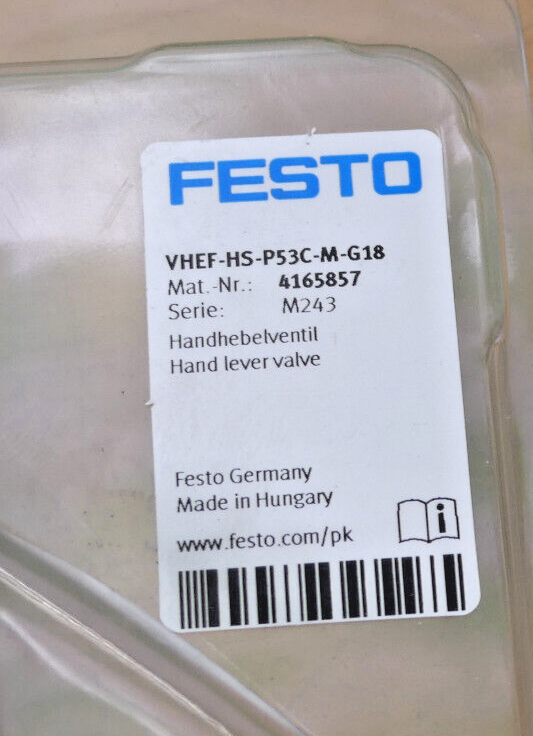 FESTO
VHEF-HS-P53C-M-G18
Mat.-Nr.: 4165857
Serie: M243
Handhebelventil
Hand lever valve
Festo Germany
Made in Hungary
www.festo.com/pk
i